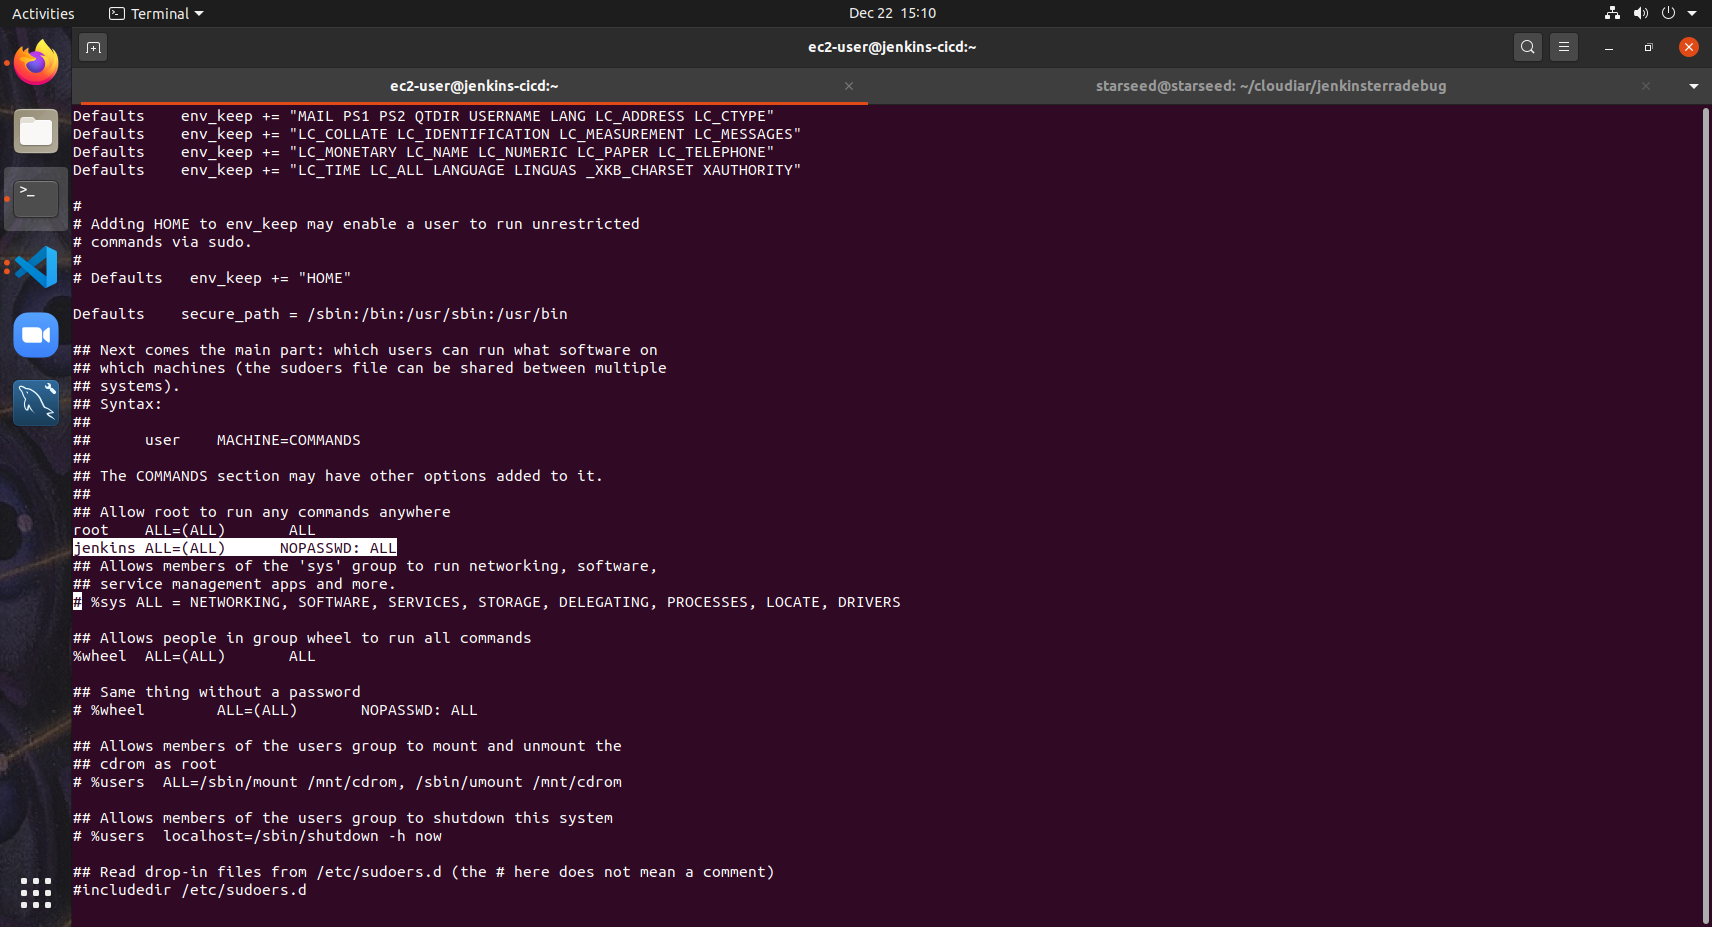 Activities
Terminal
Dec 22 15:10
ec2-user@jenkins-cicd:~
ec2-user@jenkins-cicd:~
starseed@starseed: ~/cloudiar/jenkinsterradebug
Defaults    env_keep += "MAIL PS1 PS2 QTDIR USERNAME LANG LC_ADDRESS LC_CTYPE"
Defaults    env_keep += "LC_COLLATE LC_IDENTIFICATION LC_MEASUREMENT LC_MESSAGES"
Defaults    env_keep += "LC_MONETARY LC_NAME LC_NUMERIC LC_PAPER LC_TELEPHONE"
Defaults    env_keep += "LC_TIME LC_ALL LANGUAGE LINGUAS _XKB_CHARSET XAUTHORITY"
#
# Adding HOME to env_keep may enable a user to run unrestricted
# commands via sudo.
#
# Defaults   env_keep += "HOME"
Defaults    secure_path = /sbin:/bin:/usr/sbin:/usr/bin
## Next comes the main part: which users can run what software on
## which machines (the sudoers file can be shared between multiple
## systems).
## Syntax:
##
##      user    MACHINE=COMMANDS
##
## The COMMANDS section may have other options added to it.
##
## Allow root to run any commands anywhere
root    ALL=(ALL)       ALL
jenkins ALL=(ALL)      NOPASSWD: ALL
## Allows members of the 'sys' group to run networking, software,
## service management apps and more.
# %sys ALL = NETWORKING, SOFTWARE, SERVICES, STORAGE, DELEGATING, PROCESSES, LOCATE, DRIVERS
## Allows people in group wheel to run all commands
%wheel  ALL=(ALL)       ALL
## Same thing without a password
# %wheel        ALL=(ALL)       NOPASSWD: ALL
## Allows members of the users group to mount and unmount the
## cdrom as root
# %users  ALL=/sbin/mount /mnt/cdrom, /sbin/umount /mnt/cdrom
## Allows members of the users group to shutdown this system
# %users  localhost=/sbin/shutdown -h now
## Read drop-in files from /etc/sudoers.d (the # here does not mean a comment)
#includedir /etc/sudoers.d